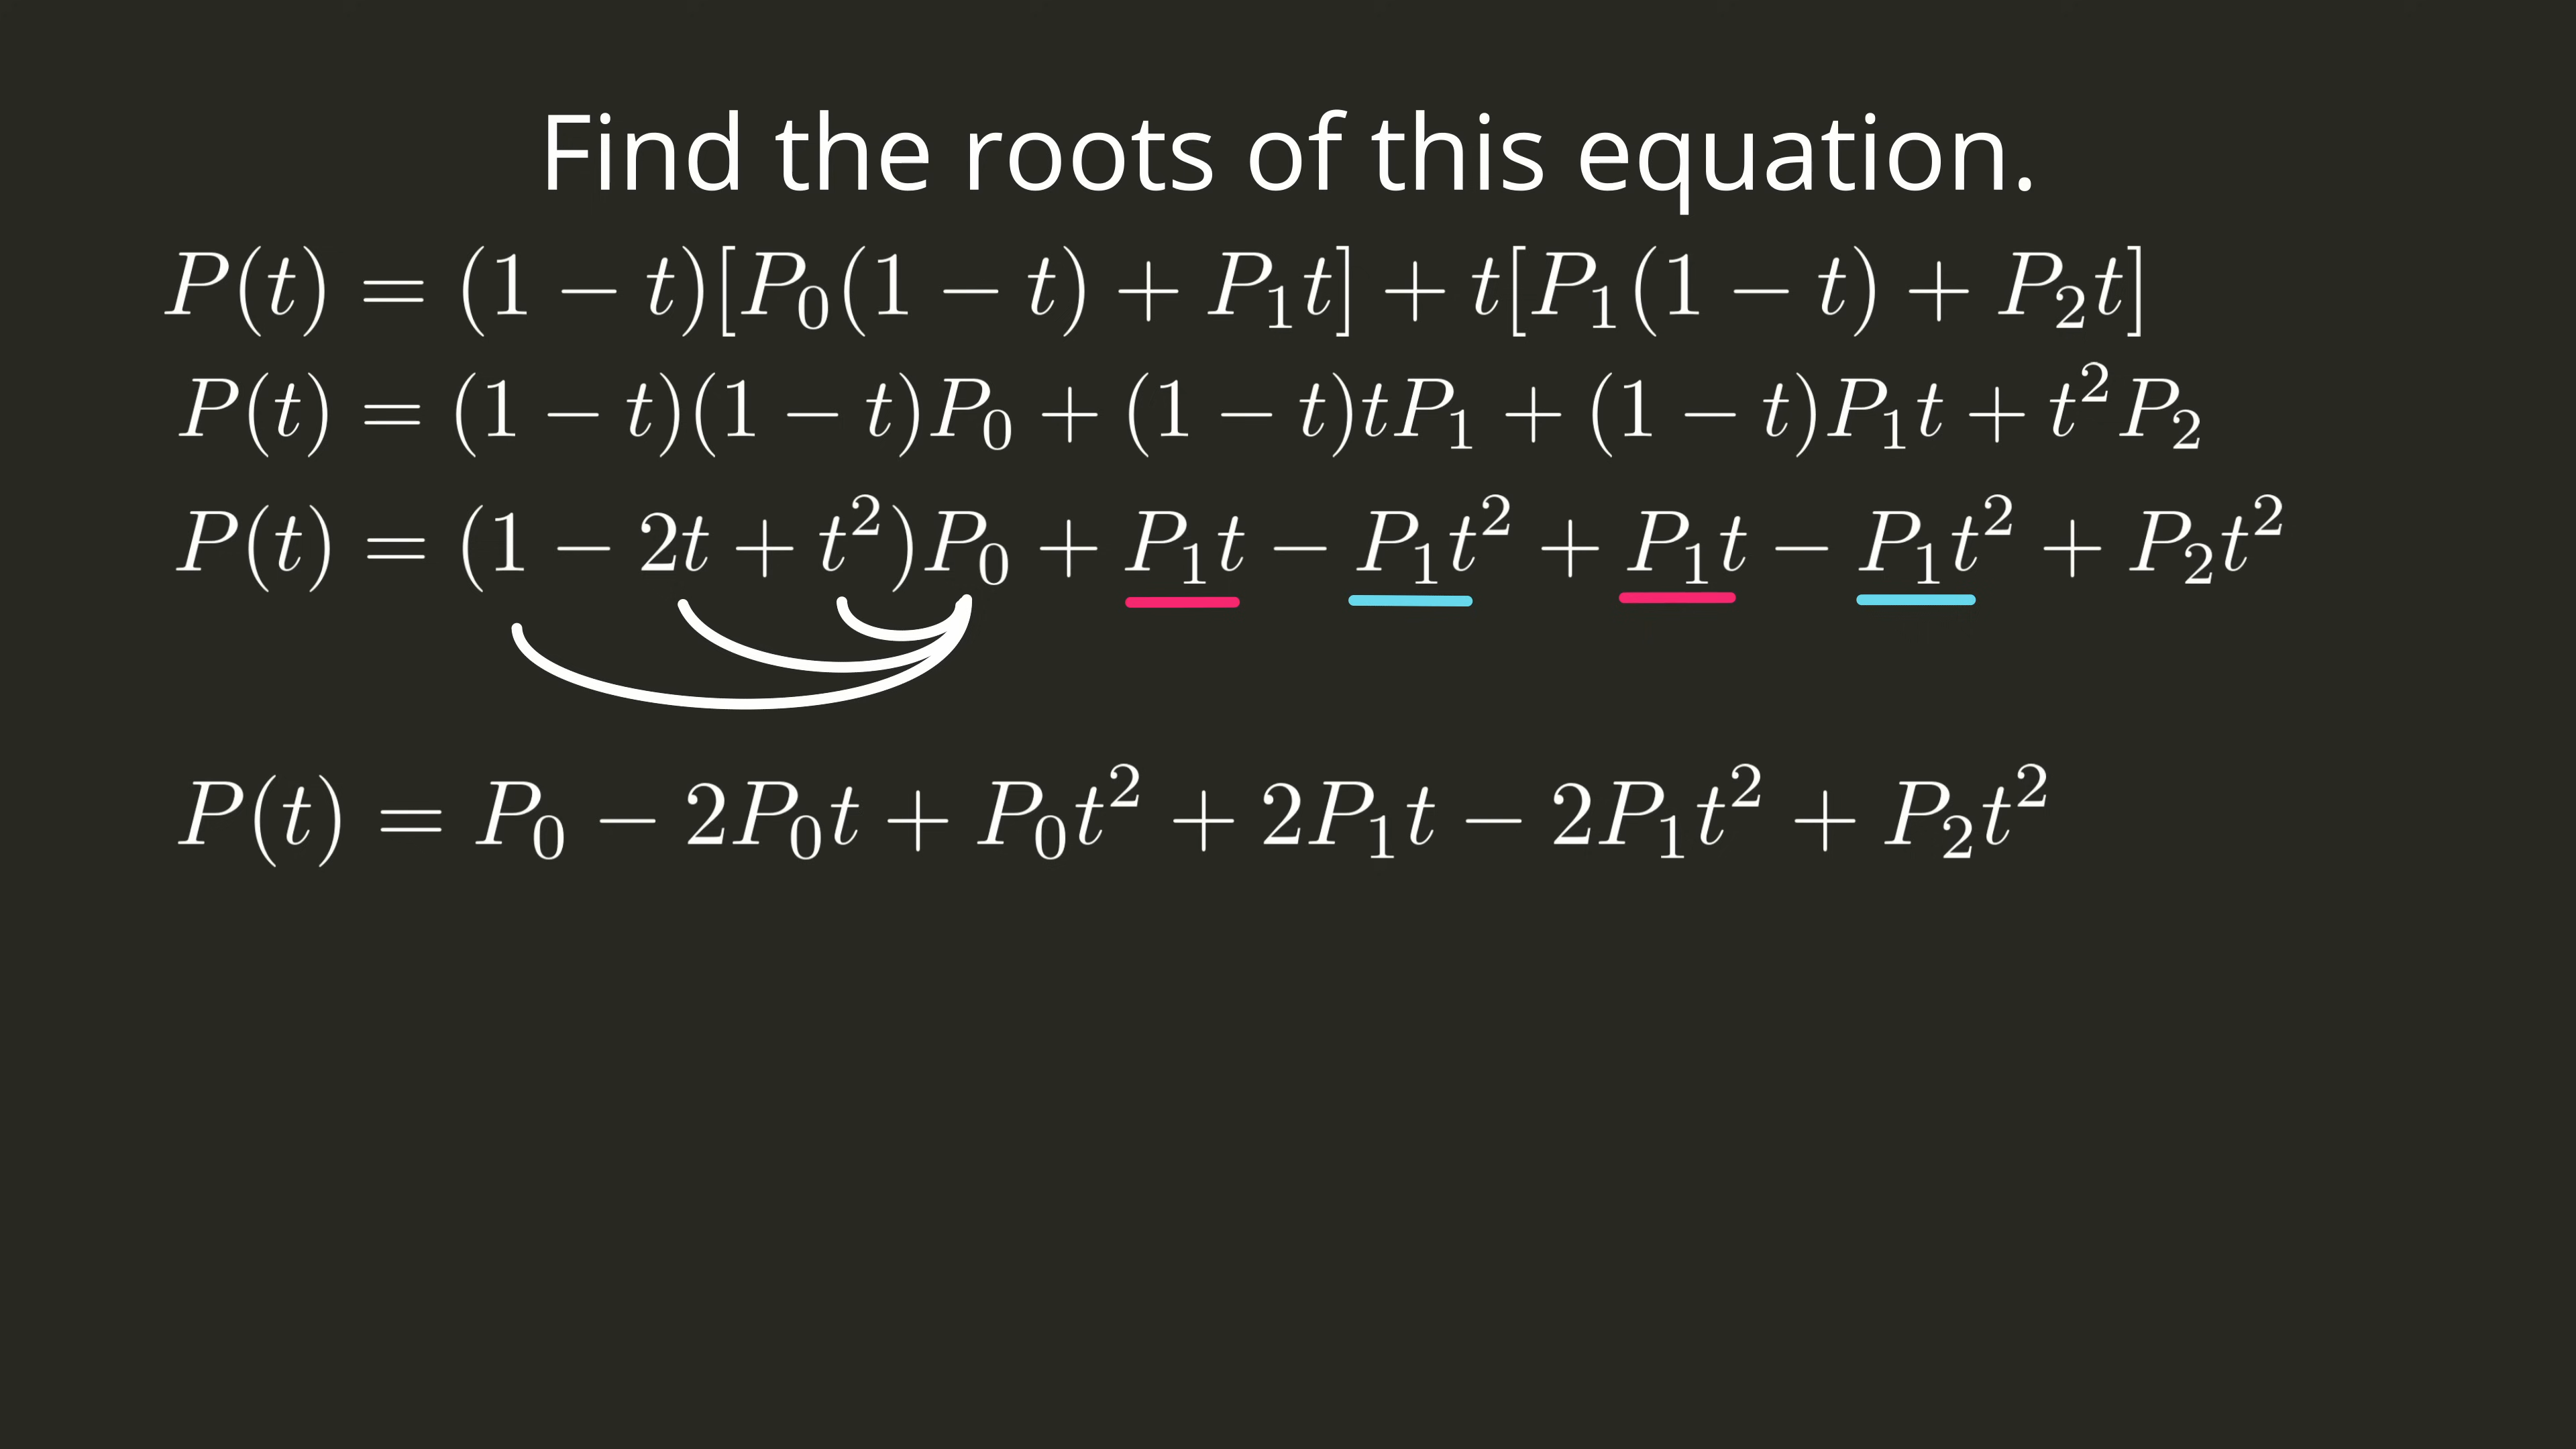 Find the roots of this equation.
P(t) = (1 − t)[P₀(1 − t) + P₁t] + t[P₁(1 − t) + P₂t]
P(t) = (1 − t)(1 − t)P₀ + (1 − t)tP₁ + (1 − t)P₁t + t²P₂
P(t) = (1 − 2t + t²)P₀ + P₁t − P₁t² + P₁t − P₁t² + P₂t²
P(t) = P₀ − 2P₀t + P₀t² + 2P₁t − 2P₁t² + P₂t²